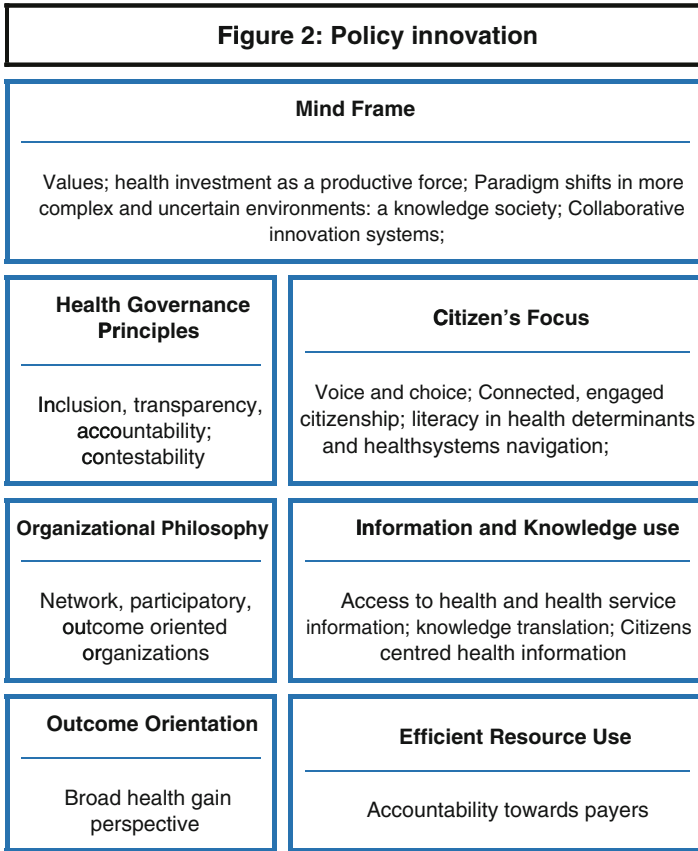 Figure 2: Policy innovation
Mind Frame
Values; health investment as a productive force; Paradigm shifts in more
complex and uncertain environments: a knowledge society; Collaborative
innovation systems;
Health Governance
Principles
Inclusion, transparency,
accountability;
contestability
Citizen’s Focus
Voice and choice; Connected, engaged
citizenship; literacy in health determinants
and healthsystems navigation;
Organizational Philosophy
Network, participatory,
outcome oriented
organizations
Information and Knowledge use
Access to health and health service
information; knowledge translation; Citizens
centred health information
Outcome Orientation
Broad health gain
perspective
Efficient Resource Use
Accountability towards payers